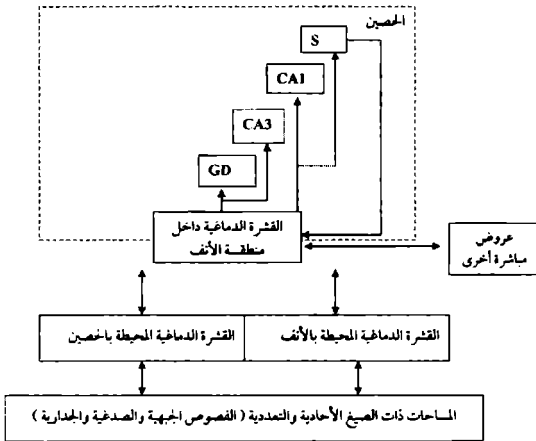 الحصين
S
CA1
CA3
GD
القشرة الدماغية داخل
منطقة الأنف
عروض
مباشرة أخرى
القشرة الدماغية المحيطة بالأنف
القشرة الدماغية المحيطة بالحصين
المساحات ذات الصيغ الأحادية والتعددية ( الفصوص الجبهية والصدغية والجدارية )